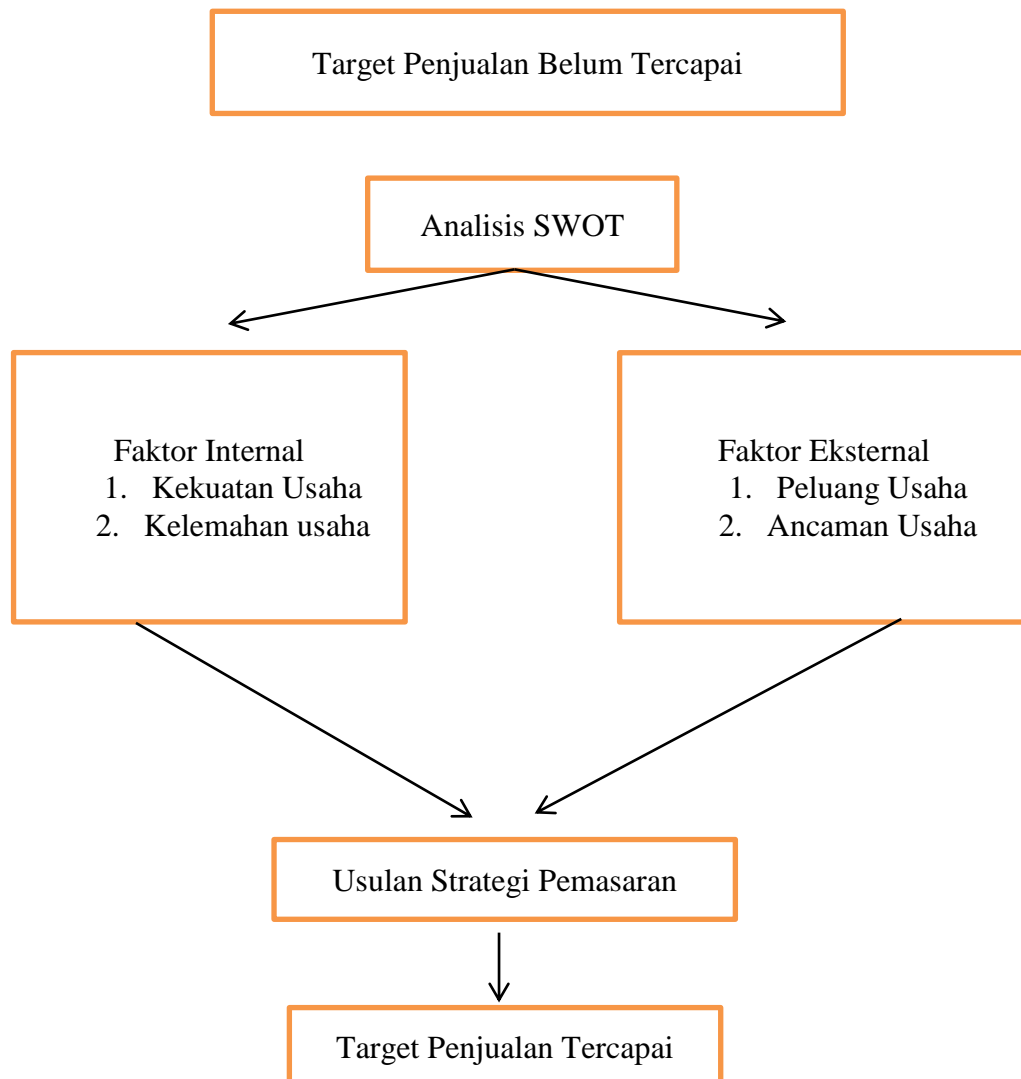 Target Penjualan Belum Tercapai
Analisis SWOT
Faktor Internal
1. Kekuatan Usaha
2. Kelemahan usaha
Faktor Eksternal
1. Peluang Usaha
2. Ancaman Usaha
Usulan Strategi Pemasaran
Target Penjualan Tercapai